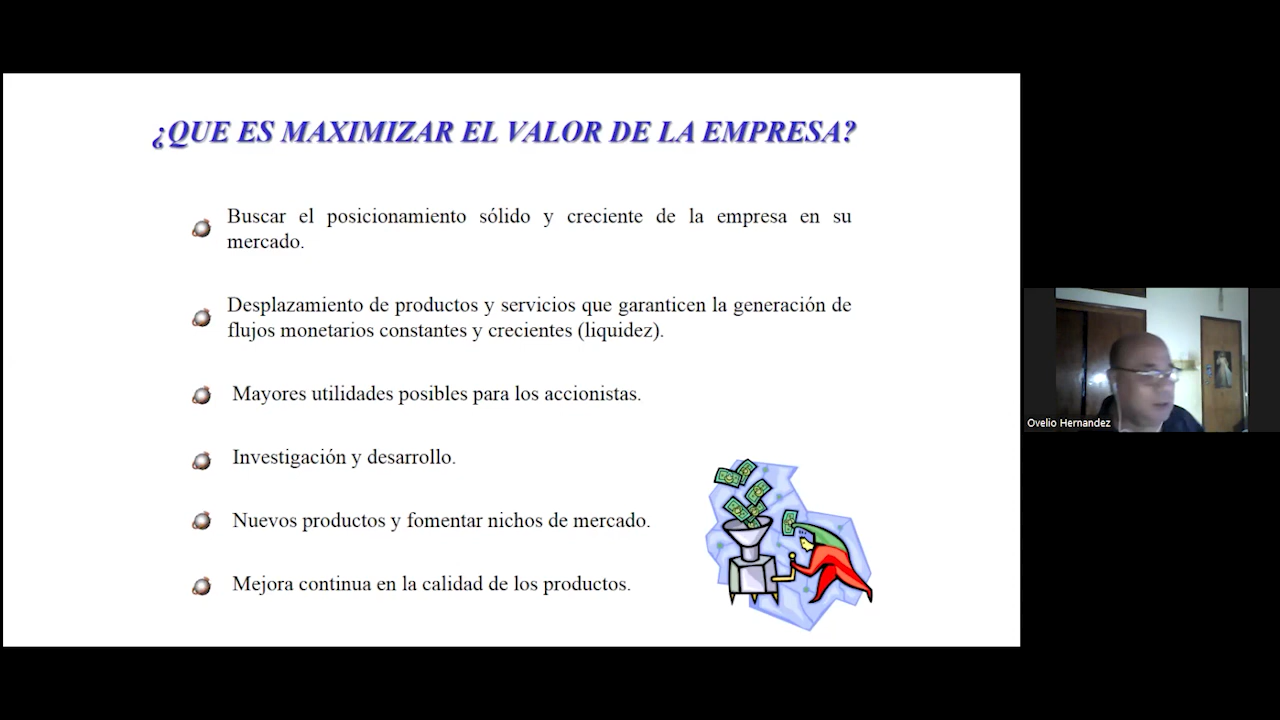 ¿QUE ES MAXIMIZAR EL VALOR DE LA EMPRESA?
Buscar el posicionamiento sólido y creciente de la empresa en su
mercado.
Desplazamiento de productos y servicios que garanticen la generación de
flujos monetarios constantes y crecientes (liquidez).
Mayores utilidades posibles para los accionistas.
Investigación y desarrollo.
Nuevos productos y fomentar nichos de mercado.
Mejora continua en la calidad de los productos.
Ovelio Hernandez